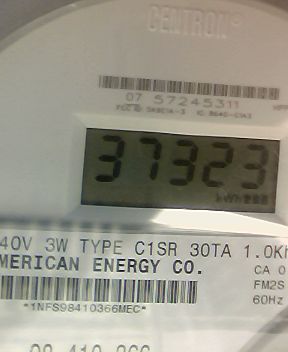 CENTRON®
07 57245311
37323
kWh
40V 3W TYPE C1SR 30TA 1.0K
MERICAN ENERGY CO.
CA 0
FM2S
60Hz
*1NFS98410366MEC*